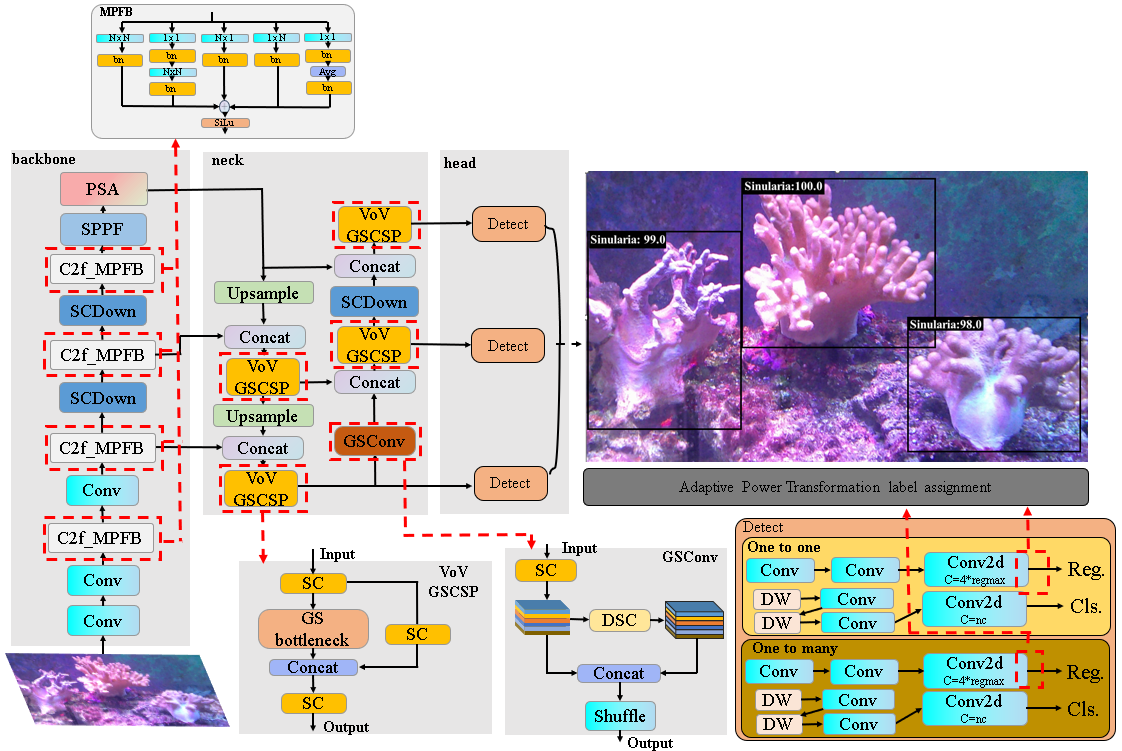 MPFB
NxN
1x1
Nx1
1xN
1x1
bn
bn
bn
bn
bn
NxN
Avg
bn
bn
+
SiLu
backbone
PSA
SPPF
C2f_MPFB
SCDown
C2f_MPFB
SCDown
C2f_MPFB
Conv
C2f_MPFB
Conv
Conv
neck
Upsample
Concat
VoV
GSCSP
Upsample
Concat
VoV
GSCSP
VoV
GSCSP
Concat
SCDown
VoV
GSCSP
Concat
GSConv
head
Detect
Detect
Detect
Sinularia:100.0
Sinularia: 99.0
Sinularia:98.0
Adaptive Power Transformation label assignment
Input
VoV
GSCSP
SC
GS
bottleneck
SC
Concat
SC
Output
Input
GSConv
SC
DSC
Concat
Shuffle
Output
Detect
One to one
Conv
Conv
Conv2d
C=4*regmax
Reg.
DW
Conv
DW
Conv
Conv2d
C=nc
Cls.
One to many
Conv
Conv
Conv2d
C=4*regmax
Reg.
DW
Conv
DW
Conv
Conv2d
C=nc
Cls.